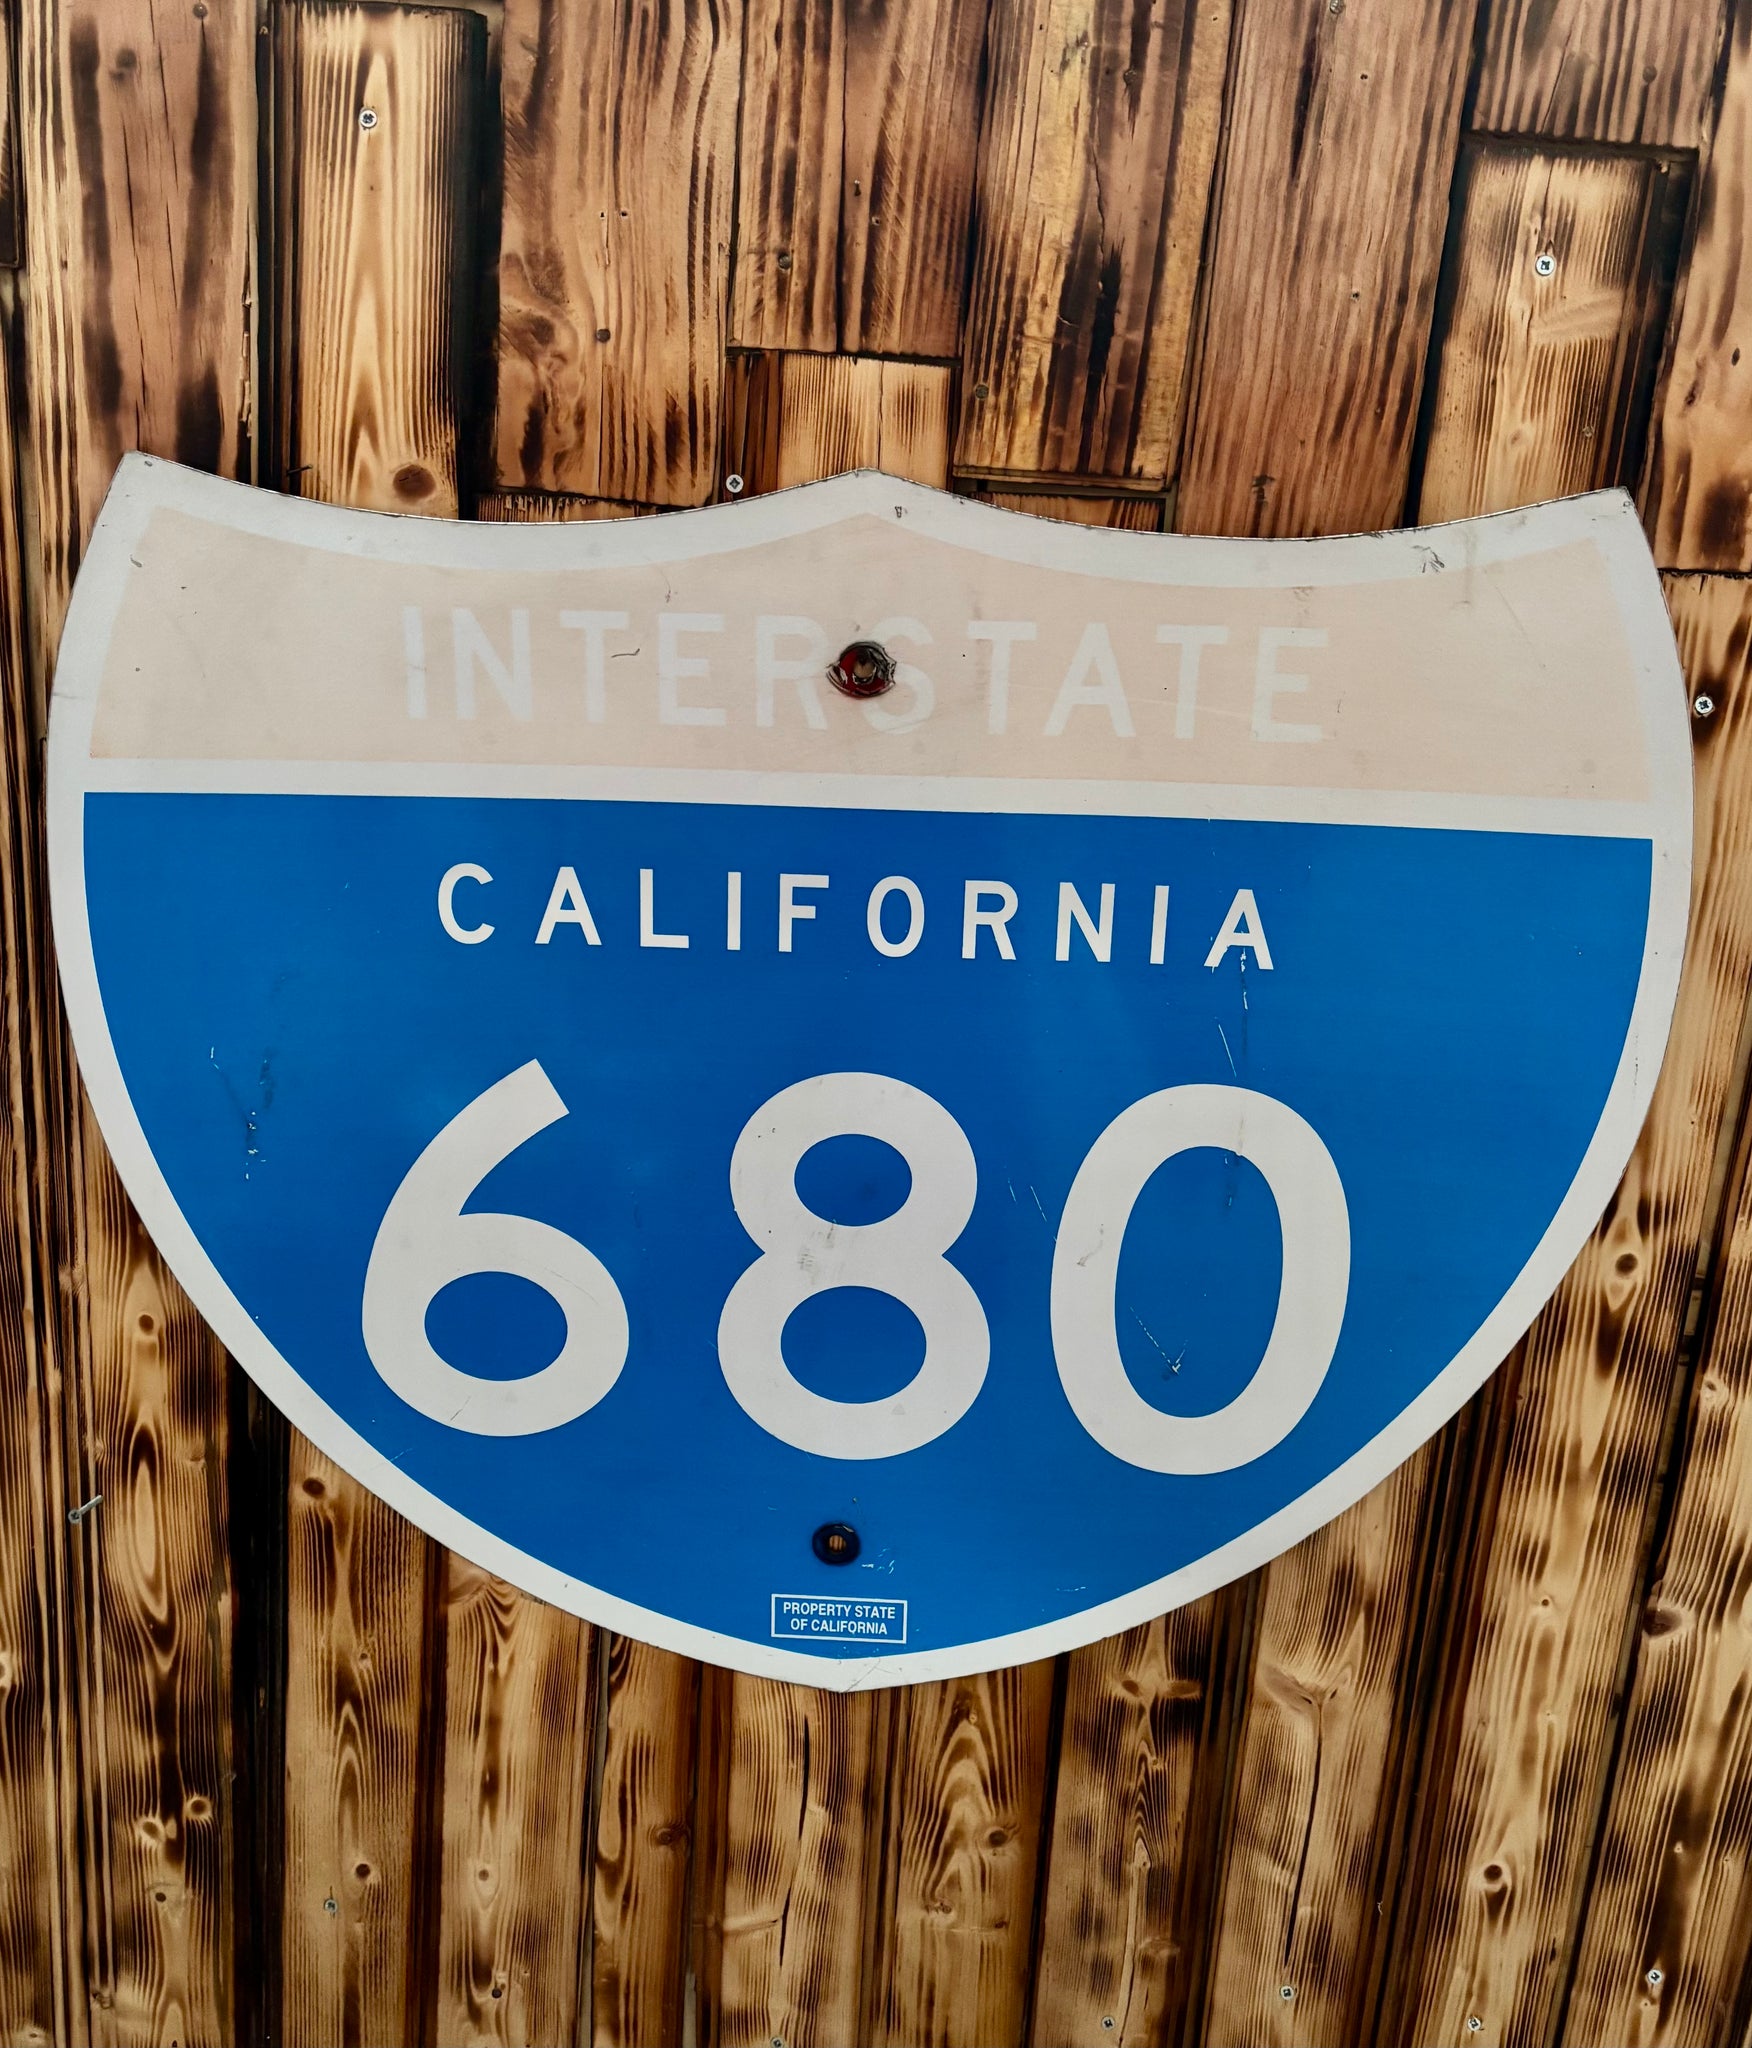 INTERSTATE
CALIFORNIA
680
PROPERTY STATE
OF CALIFORNIA